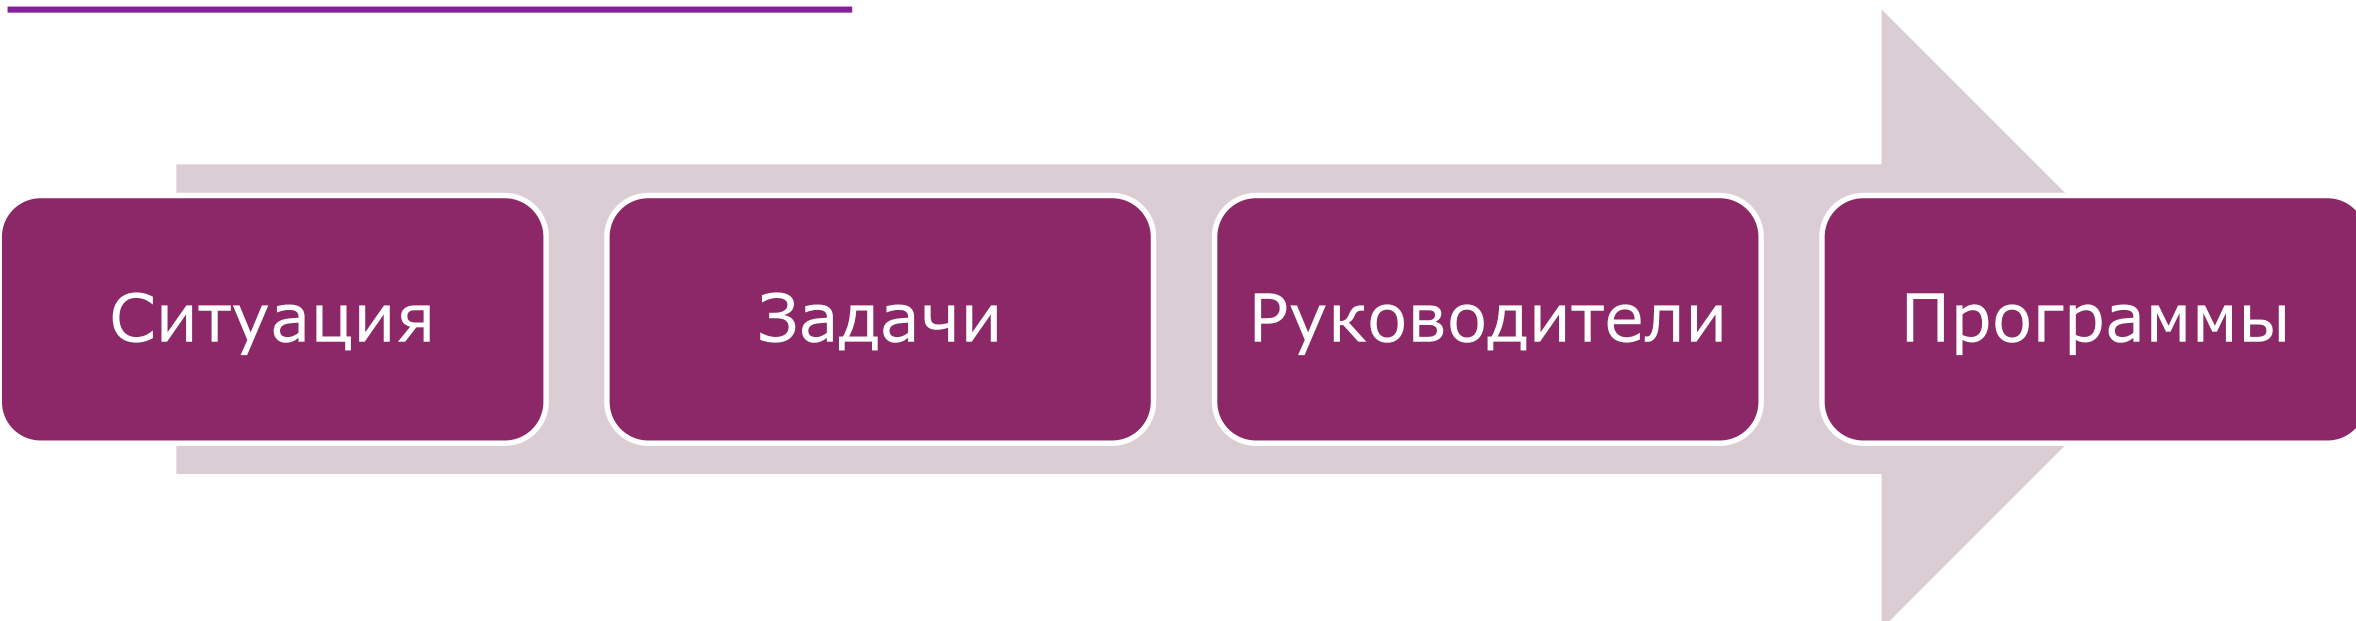 Ситуация
Задачи
Руководители
Программы